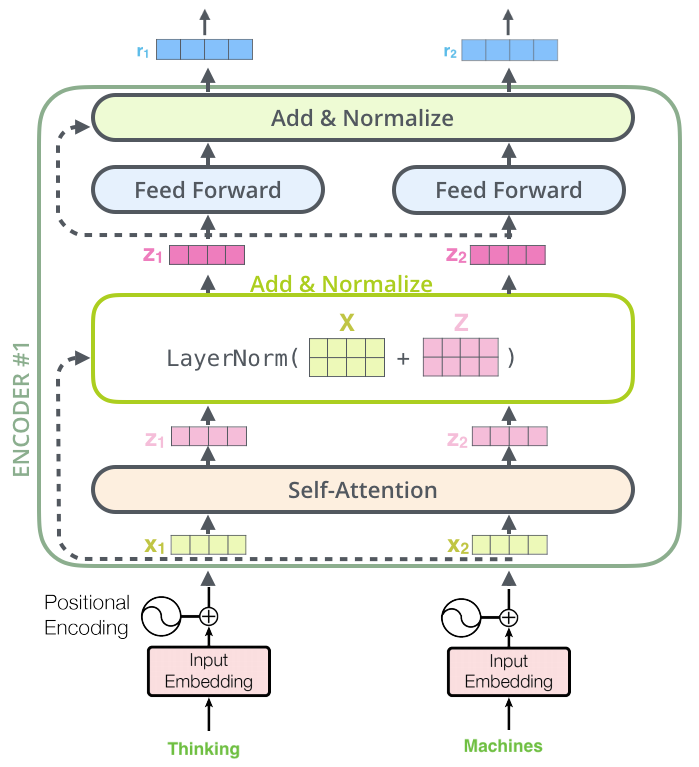 r1
r2
Add & Normalize
Feed Forward
Feed Forward
z1
z2
Add & Normalize
X
Z
LayerNorm( + )
ENCODER #1
z1
z2
Self-Attention
x1
x2
Positional
Encoding
Input
Embedding
Input
Embedding
Thinking
Machines